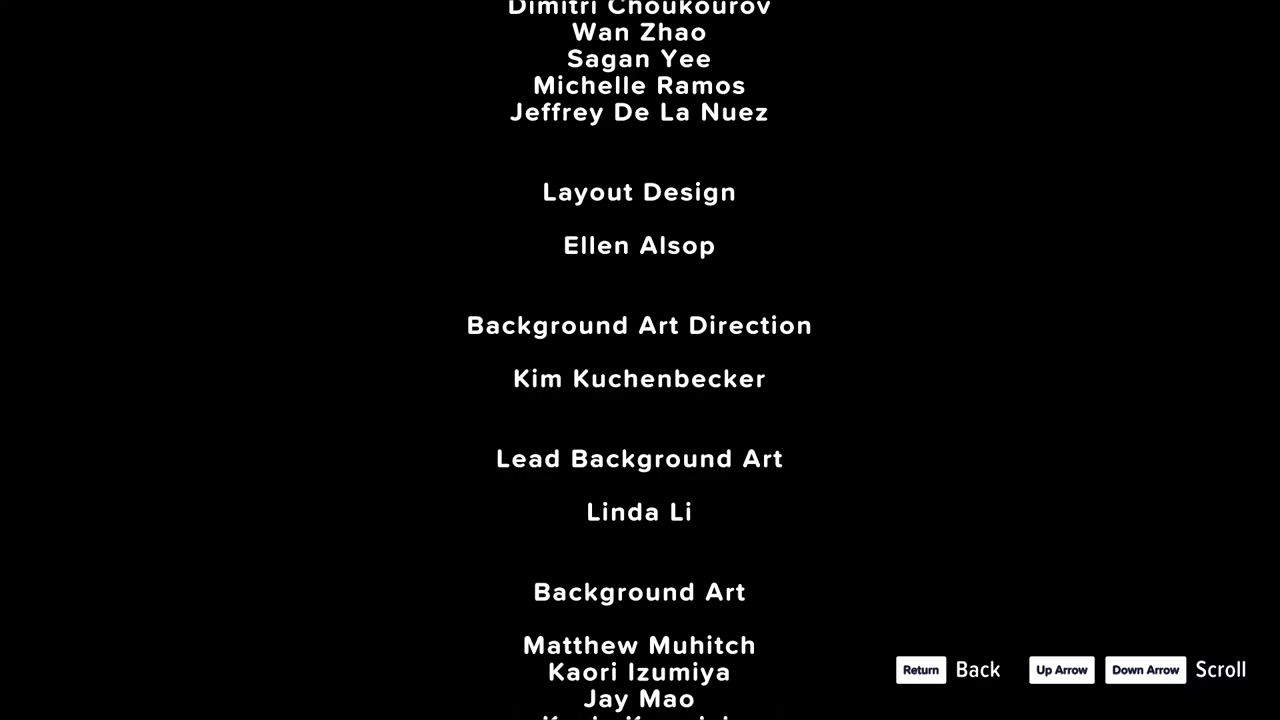 Dimitri Choukourov
Wan Zhao
Sagan Yee
Michelle Ramos
Jeffrey De La Nuez
Layout Design
Ellen Alsop
Background Art Direction
Kim Kuchenbecker
Lead Background Art
Linda Li
Background Art
Matthew Muhitch
Kaori Izumiya
Jay Mao
Return Back Up Arrow Down Arrow Scroll